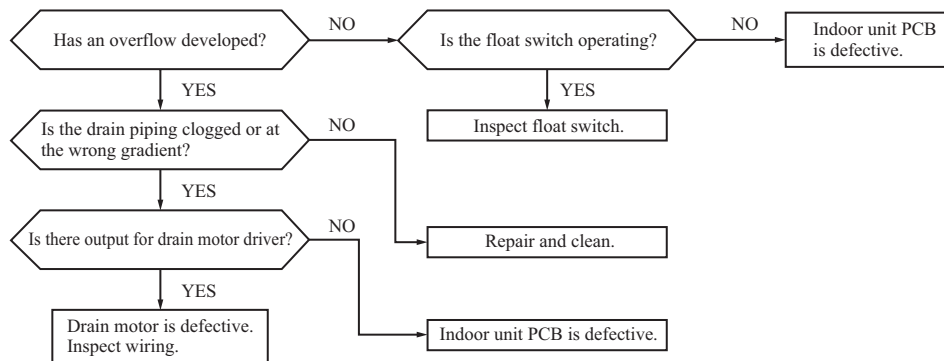 Has an overflow developed?
NO
Is the float switch operating?
NO
Indoor unit PCB
is defective.
YES
YES
Inspect float switch.
Is the drain piping clogged or at
the wrong gradient?
NO
YES
Is there output for drain motor driver?
NO
Repair and clean.
YES
Drain motor is defective.
Inspect wiring.
Indoor unit PCB is defective.